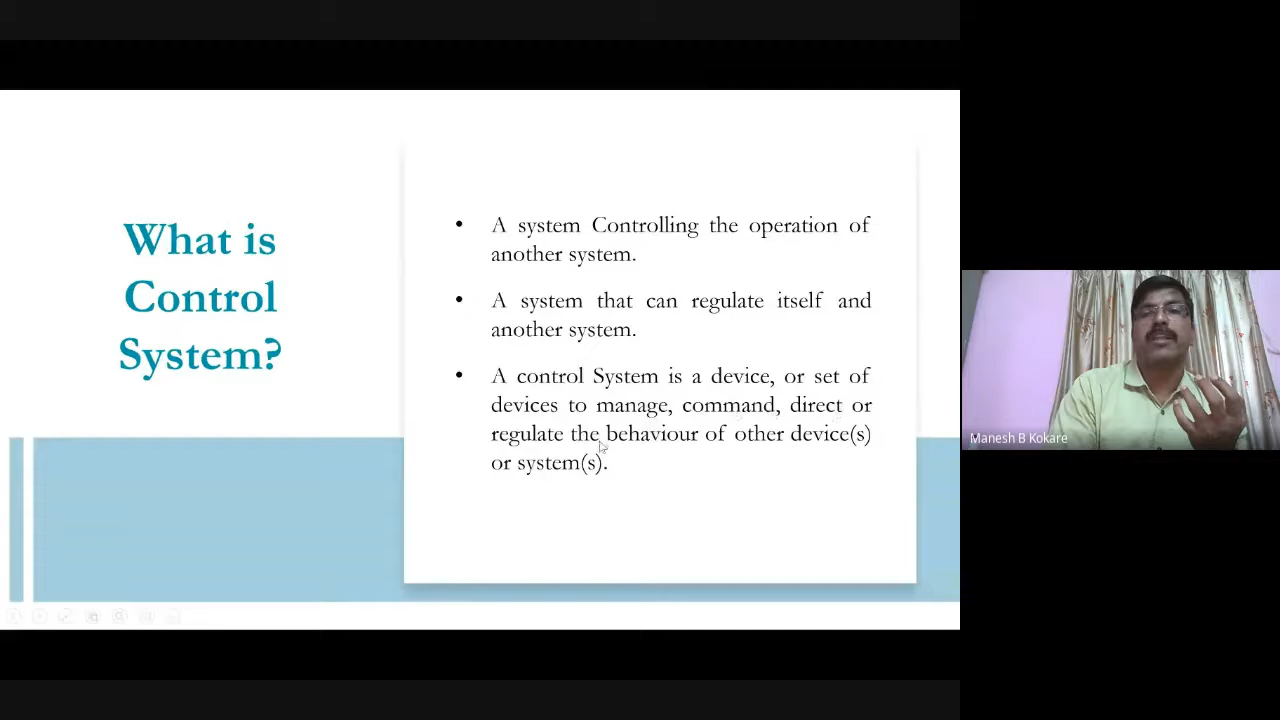 What is
Control
System?
• A system Controlling the operation of
another system.
• A system that can regulate itself and
another system.
• A control System is a device, or set of
devices to manage, command, direct or
regulate the behaviour of other device(s)
or system(s).
Manesh B Kokare